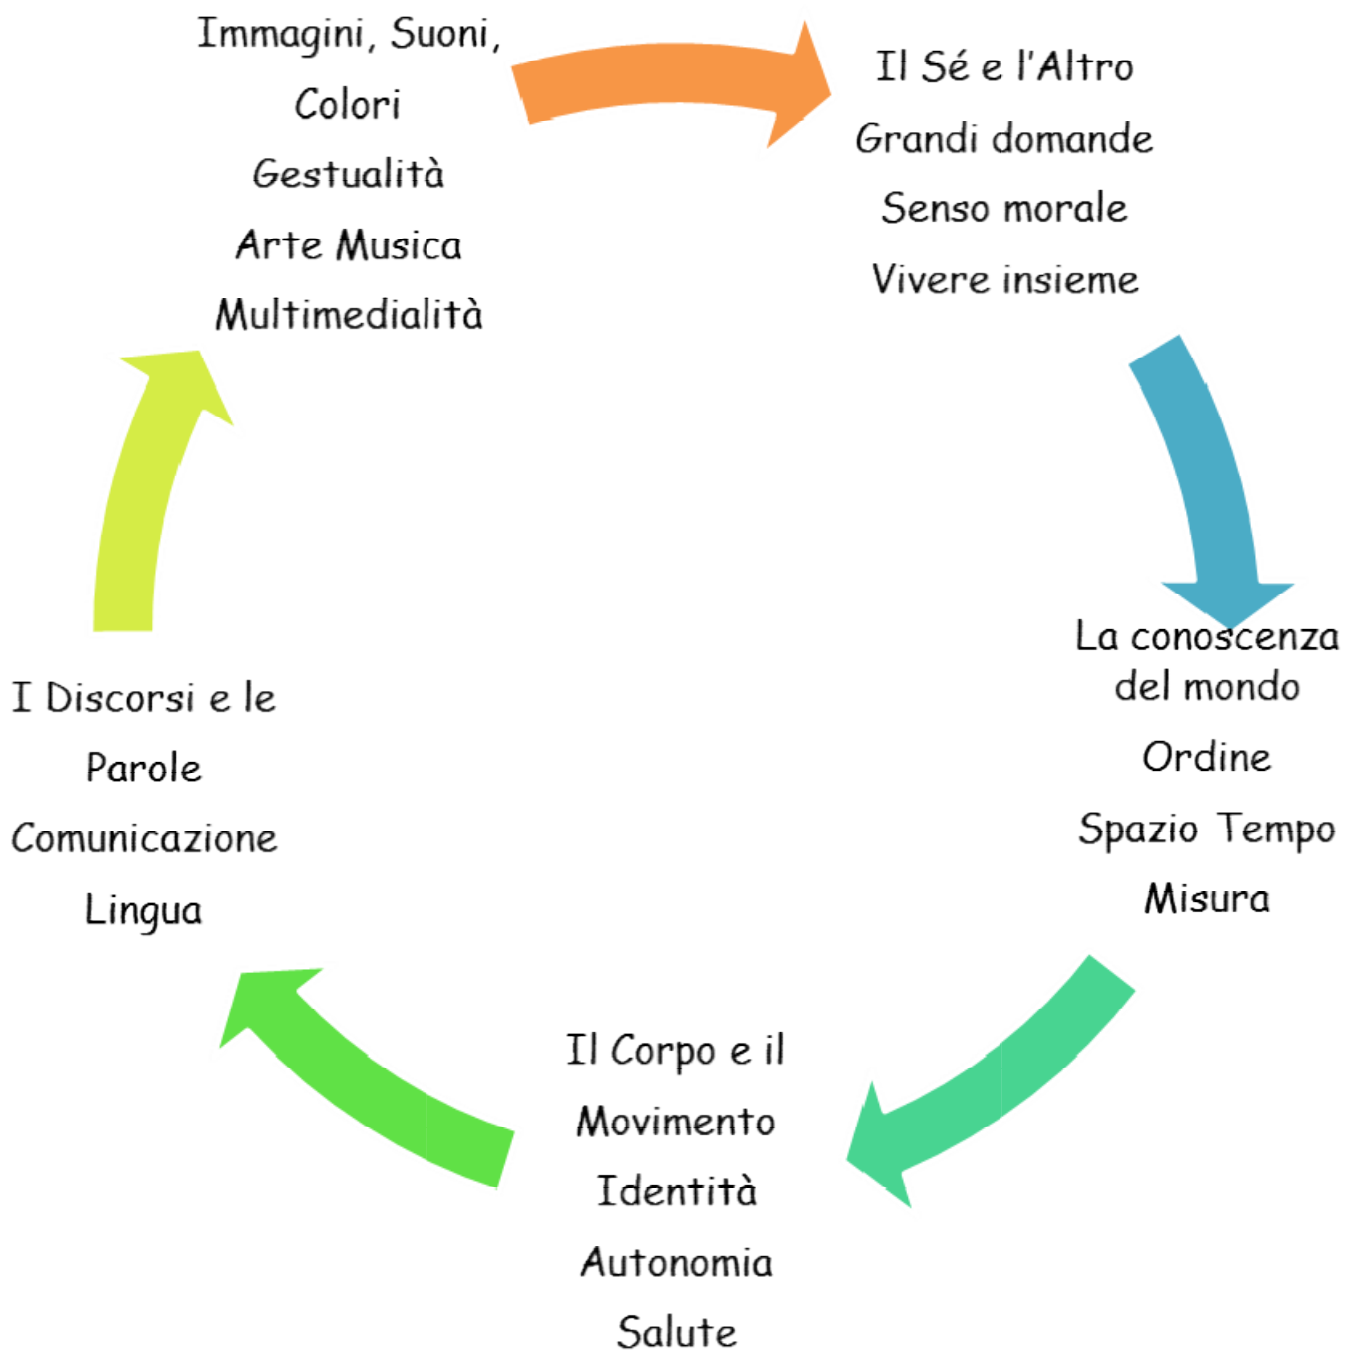 Immagini, Suoni,
Colori
Gestualità
Arte Musica
Multimedialità
Il Sé e l'Altro
Grandi domande
Senso morale
Vivere insieme
La conoscenza
del mondo
Ordine
Spazio Tempo
Misura
Il Corpo e il
Movimento
Identità
Autonomia
Salute
I Discorsi e le
Parole
Comunicazione
Lingua